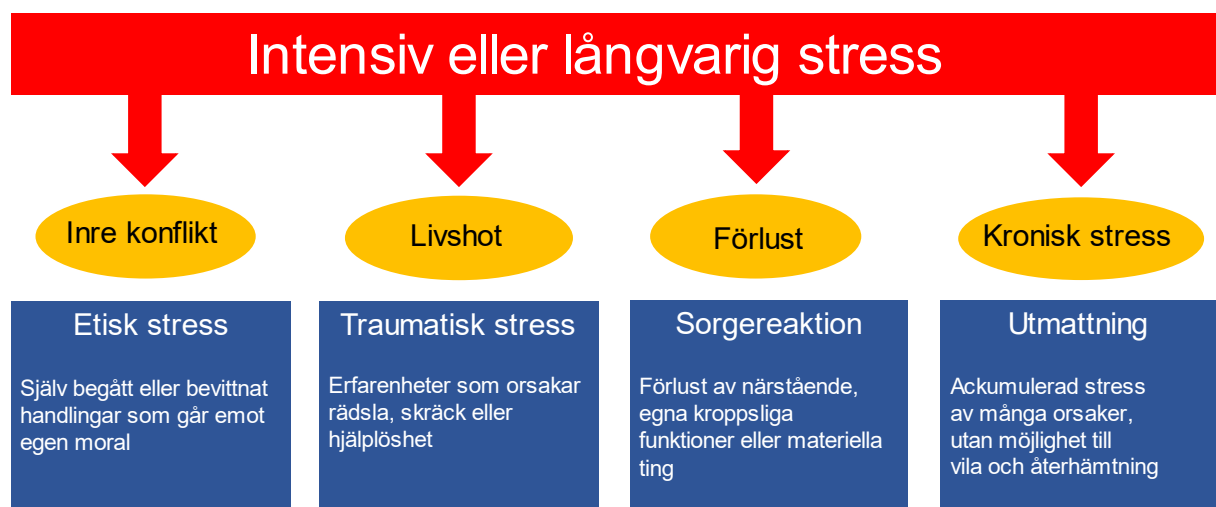 Intensiv eller långvarig stress
Inre konflikt
Livshot
Förlust
Kronisk stress
Etisk stress
Själv begått eller bevittnat
handlingar som går emot
egen moral
Traumatisk stress
Erfarenheter som orsakar
rädsla, skräck eller
hjälplöshet
Sorgereaktion
Förlust av närstående,
egna kroppsliga
funktioner eller materiella
ting
Utmattning
Ackumulerad stress
av många orsaker,
utan möjlighet till
vila och återhämtning